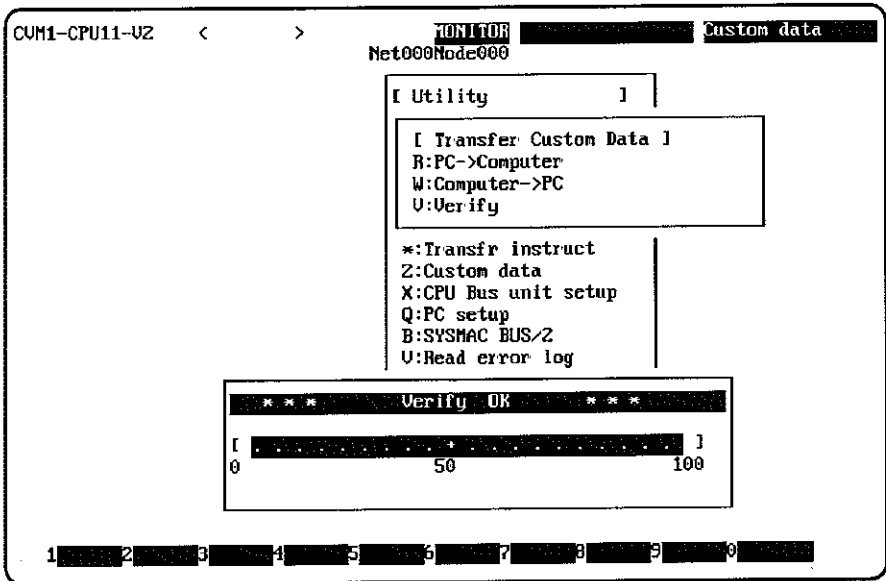 CVM1-CPU11-V2 < > MONITOR Custom data
Net000Node000
[ Utility ]
[ Transfer Custom Data ]
R:PC->Computer
W:Computer->PC
V:Verify
*:Transfr instruct
Z:Custom data
X:CPU Bus unit setup
Q:PC setup
B:SYSMAC BUS/2
V:Read error log
* * * Verify OK * * *
[ . . . . . . . . . + . . . . . . . . . . ]
0 50 100
1 2 3 4 5 6 7 8 9 0